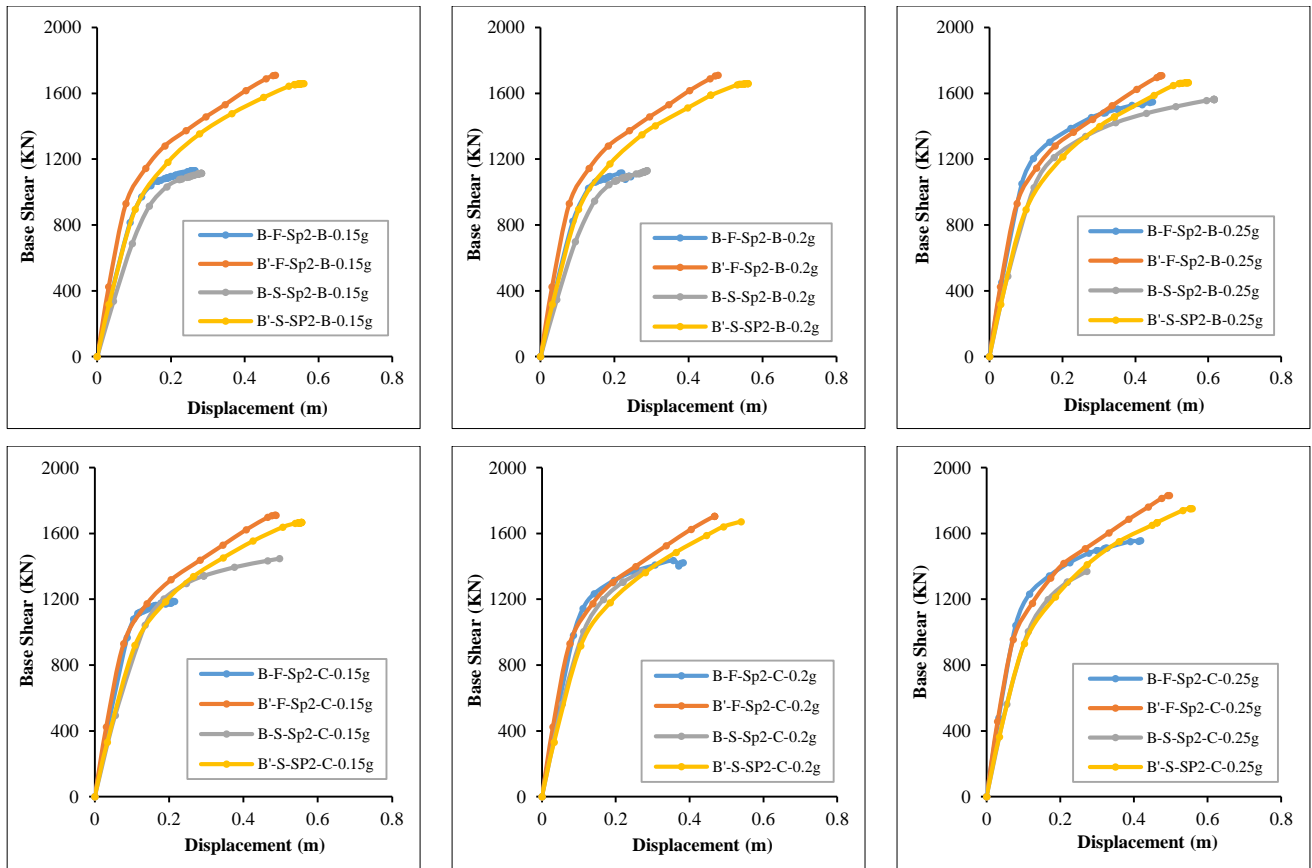 2000
1600
1200
800
400
0
Base Shear (KN)
0 0.2 0.4 0.6 0.8
Displacement (m)
B-F-Sp2-B-0.15g
B'-F-Sp2-B-0.15g
B-S-Sp2-B-0.15g
B'-S-SP2-B-0.15g
2000
1600
1200
800
400
0
Base Shear (KN)
0 0.2 0.4 0.6 0.8
Displacement (m)
B-F-Sp2-B-0.2g
B'-F-Sp2-B-0.2g
B-S-Sp2-B-0.2g
B'-S-SP2-B-0.2g
2000
1600
1200
800
400
0
Base Shear (KN)
0 0.2 0.4 0.6 0.8
Displacement (m)
B-F-Sp2-B-0.25g
B'-F-Sp2-B-0.25g
B-S-Sp2-B-0.25g
B'-S-SP2-B-0.25g
2000
1600
1200
800
400
0
Base Shear (KN)
0 0.2 0.4 0.6 0.8
Displacement (m)
B-F-Sp2-C-0.15g
B'-F-Sp2-C-0.15g
B-S-Sp2-C-0.15g
B'-S-SP2-C-0.15g
2000
1600
1200
800
400
0
Base Shear (KN)
0 0.2 0.4 0.6 0.8
Displacement (m)
B-F-Sp2-C-0.2g
B'-F-Sp2-C-0.2g
B-S-Sp2-C-0.2g
B'-S-SP2-C-0.2g
2000
1600
1200
800
400
0
Base Shear (KN)
0 0.2 0.4 0.6 0.8
Displacement (m)
B-F-Sp2-C-0.25g
B'-F-Sp2-C-0.25g
B-S-Sp2-C-0.25g
B'-S-SP2-C-0.25g